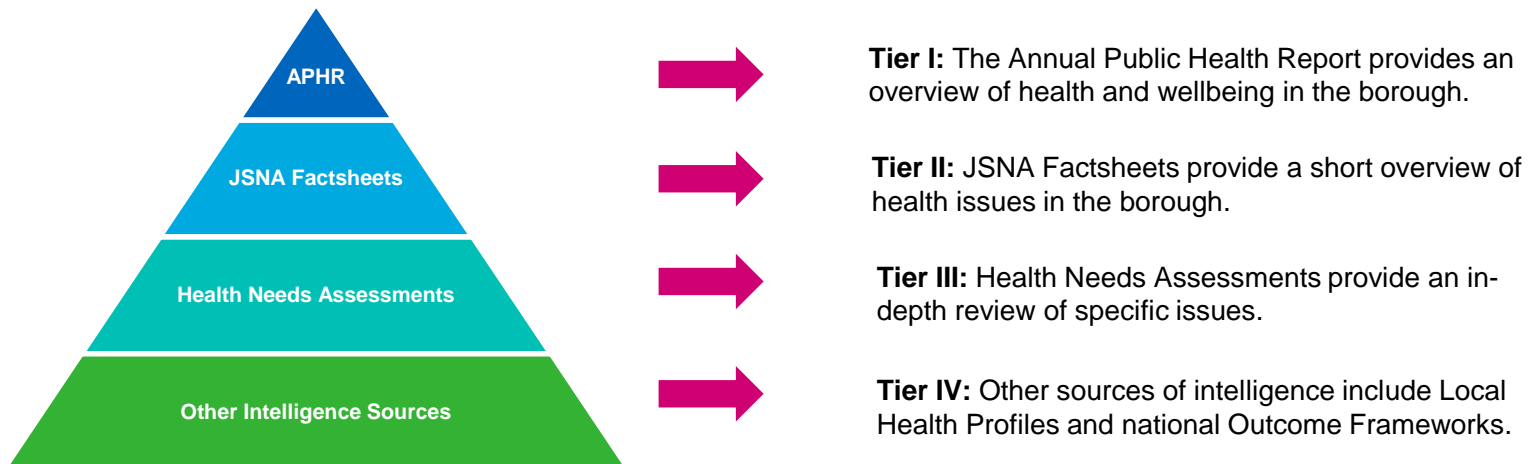 APHR
Tier I: The Annual Public Health Report provides an
overview of health and wellbeing in the borough.
JSNA Factsheets
Tier II: JSNA Factsheets provide a short overview of
health issues in the borough.
Health Needs Assessments
Tier III: Health Needs Assessments provide an in-
depth review of specific issues.
Other Intelligence Sources
Tier IV: Other sources of intelligence include Local
Health Profiles and national Outcome Frameworks.